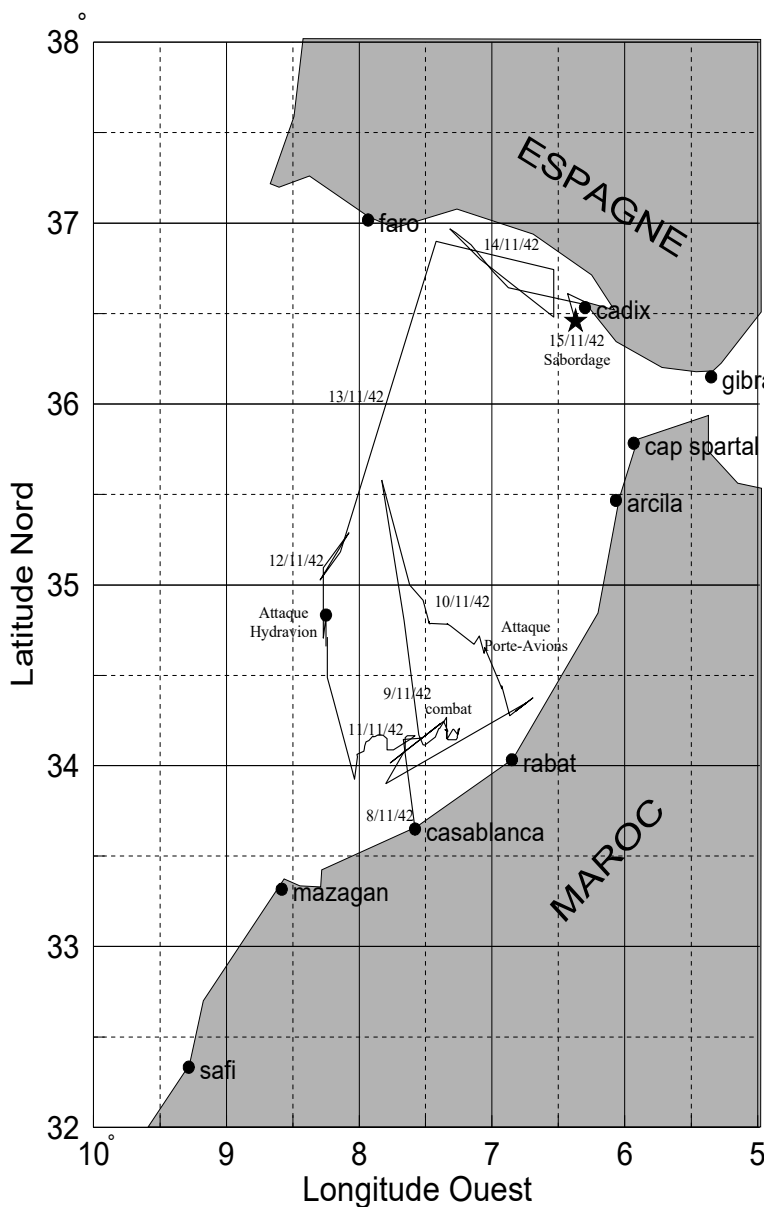 °
38
37
36
35
34
33
32
Latitude Nord
ESPAGNE
faro
14/11/42
cadix
15/11/42
Sabordage
gibra
13/11/42
cap spartal
arcila
12/11/42
10/11/42
Attaque
Hydravion
Attaque
Porte-Avions
9/11/42
combat
11/11/42
rabat
8/11/42
casablanca
MAROC
mazagan
safi
10° 9 8 7 6 5
Longitude Ouest